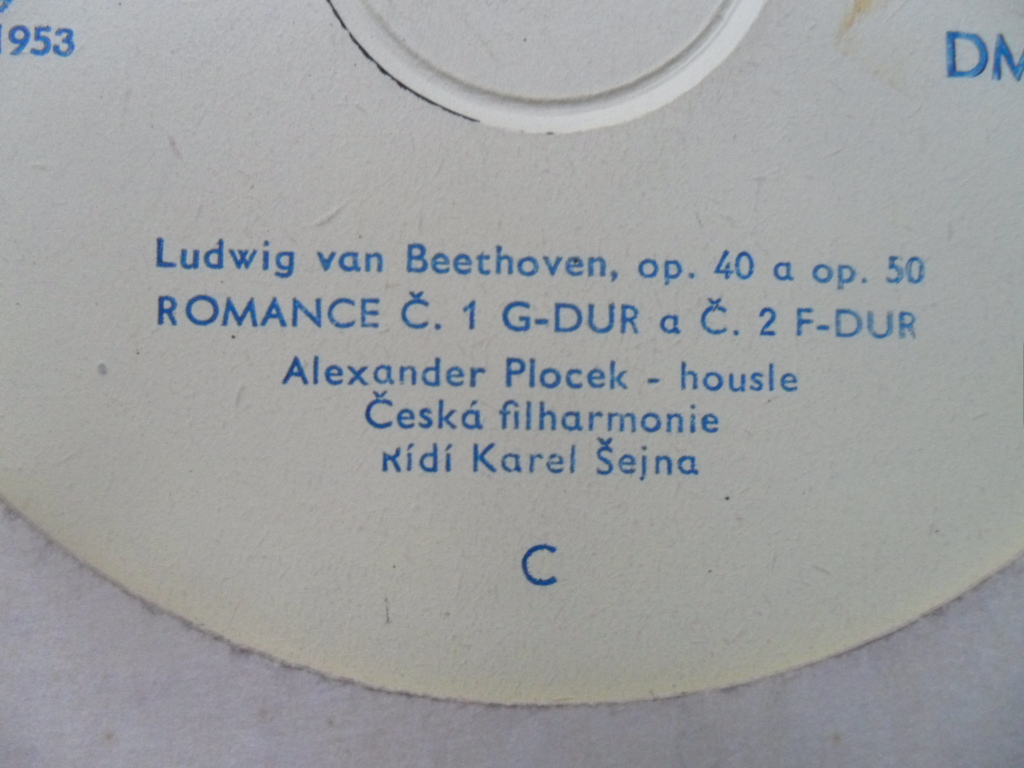 1953
DM
Ludwig van Beethoven, op. 40 a op. 50
ROMANCE Č. 1 G-DUR a Č. 2 F-DUR
Alexander Plocek - housle
Česká filharmonie
Řídí Karel Šejna
C